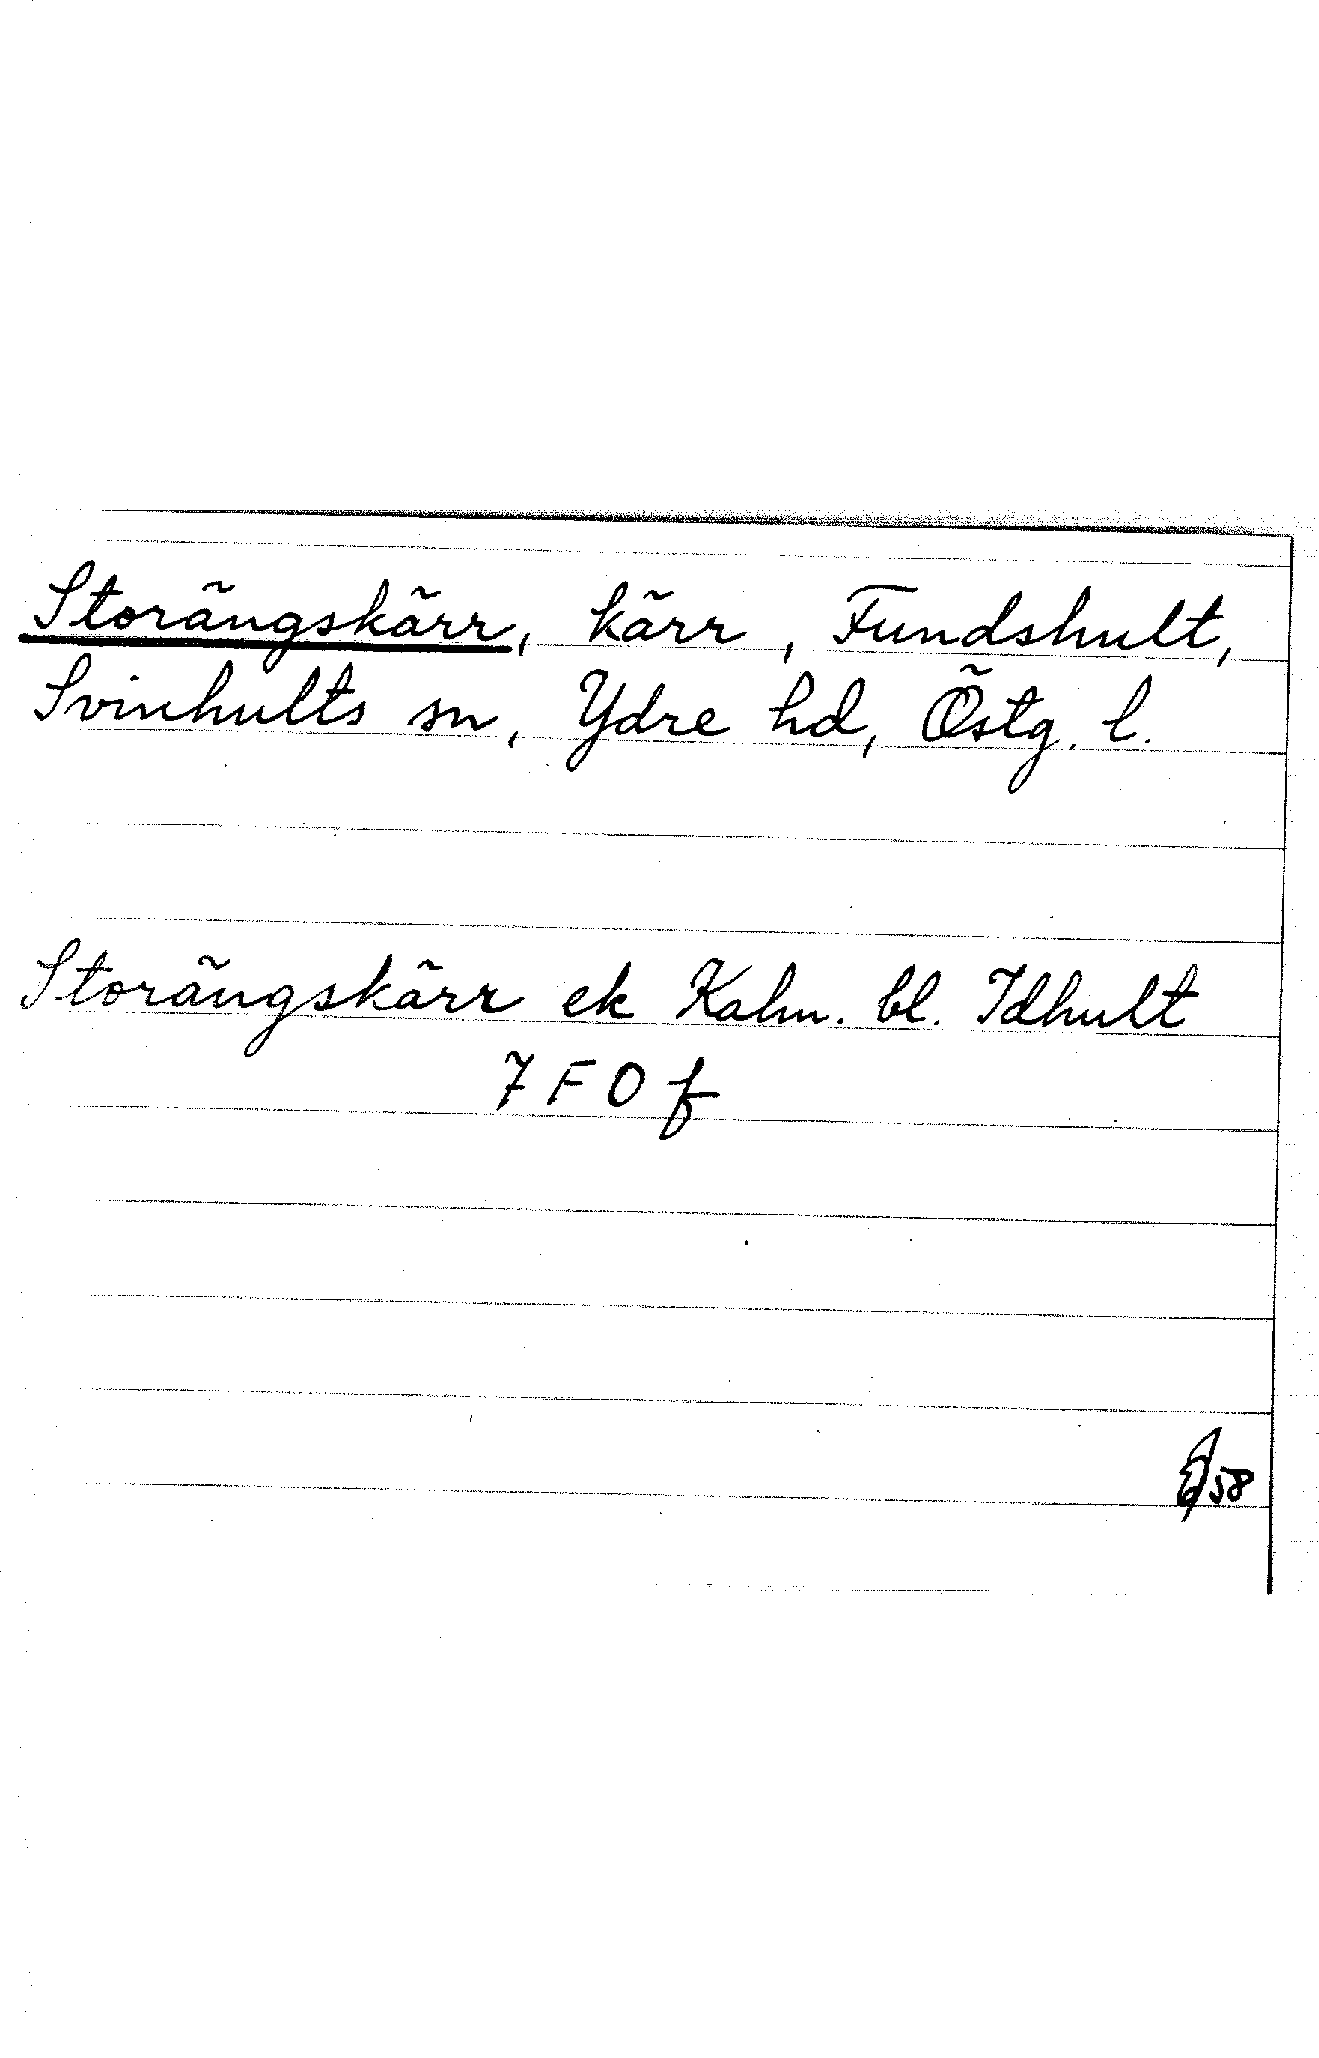 Storängskärr, kärr, Fundshult,
Svinhults sn, Ydre hd, Östg. l.
Storängskärr ek Kalm. bl. Idhult
7 F 0 f
58